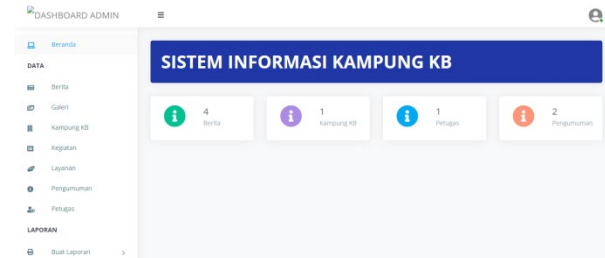 DASHBOARD ADMIN
Beranda
DATA
Berita
Galeri
Kampung KB
Kegiatan
Layanan
Pengumuman
Petugas
LAPORAN
Buat Laporan
SISTEM INFORMASI KAMPUNG KB
4
Berita
1
Kampung KB
1
Petugas
2
Pengumuman